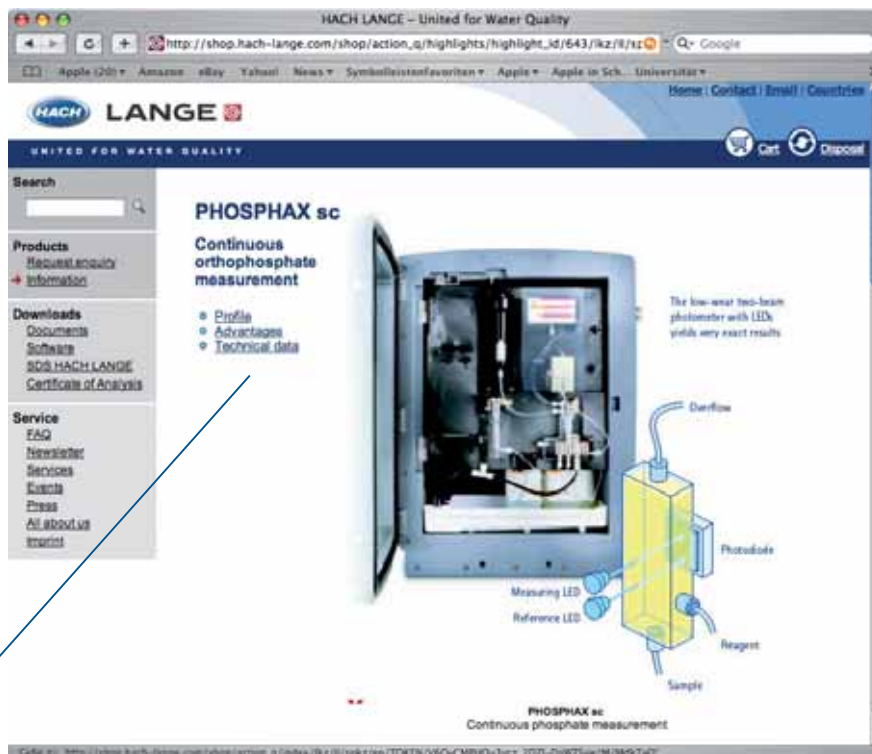 HACH LANGE – United for Water Quality
http://shop.hach-lange.com/shop/action_q/highlights/highlight_id/643/lkz/
Google
Apple (20) Amazon eBay Yahoo! News Symbolleistenfavoriten Apple Apple in Sch. Universitär
Home | Contact | Email | Countries
HACH LANGE
UNITED FOR WATER QUALITY
Cart Disposal
Search
Products
Request enquiry
Information
Downloads
Documents
Software
SDS HACH LANGE
Certificate of Analysis
Service
FAQ
Newsletter
Services
Events
Press
All about us
Imprint
PHOSPHAX sc
Continuous
orthophosphate
measurement
Profile
Advantages
Technical data
The low-wear two-beam
photometer with LEDs
yields very exact results
Overflow
Photodiode
Measuring LED
Reference LED
Reagent
Sample
PHOSPHAX sc
Continuous phosphate measurement